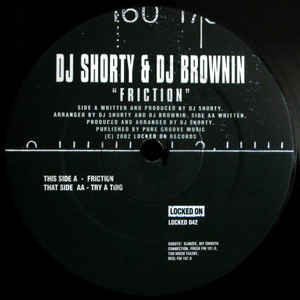 DJ SHORTY & DJ BROWNIN
"FRICTION"
SIDE A WRITTEN AND PRODUCED BY DJ SHORTY.
ARRANGED BY DJ SHORTY AND DJ BROWNIN. SIDE AA WRITTEN,
PRODUCED AND ARRANGED BY DJ SHORTY.
PUBLISHED BY PURE GROOVE MUSIC
(C) 2002 LOCKED ON RECORDS
THIS SIDE A - FRICTION
THAT SIDE AA - TRY A TING
LOCKED ON
LOCKED 042